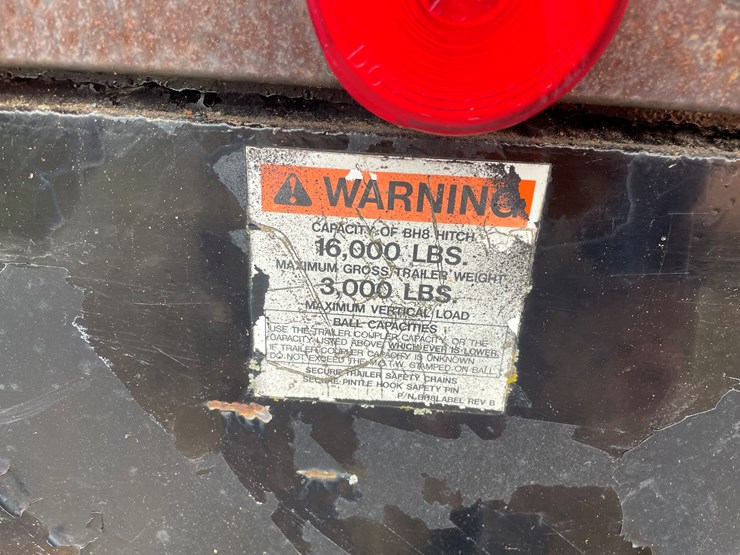 WARNING
CAPACITY OF BH8 HITCH
16,000 LBS.
MAXIMUM GROSS TRAILER WEIGHT
3,000 LBS.
MAXIMUM VERTICAL LOAD
BALL CAPACITIES
USE THE TRAILER COUPLER CAPACITY OR THE
CAPACITY LISTED ABOVE WHICHEVER IS LOWER.
IF TRAILER COUPLER CAPACITY IS UNKNOWN
DO NOT EXCEED THE M.T.W. STAMPED ON BALL
SECURE TRAILER SAFETY CHAINS
SECURE PINTLE HOOK SAFETY PIN
P/N BH8LABEL REV B